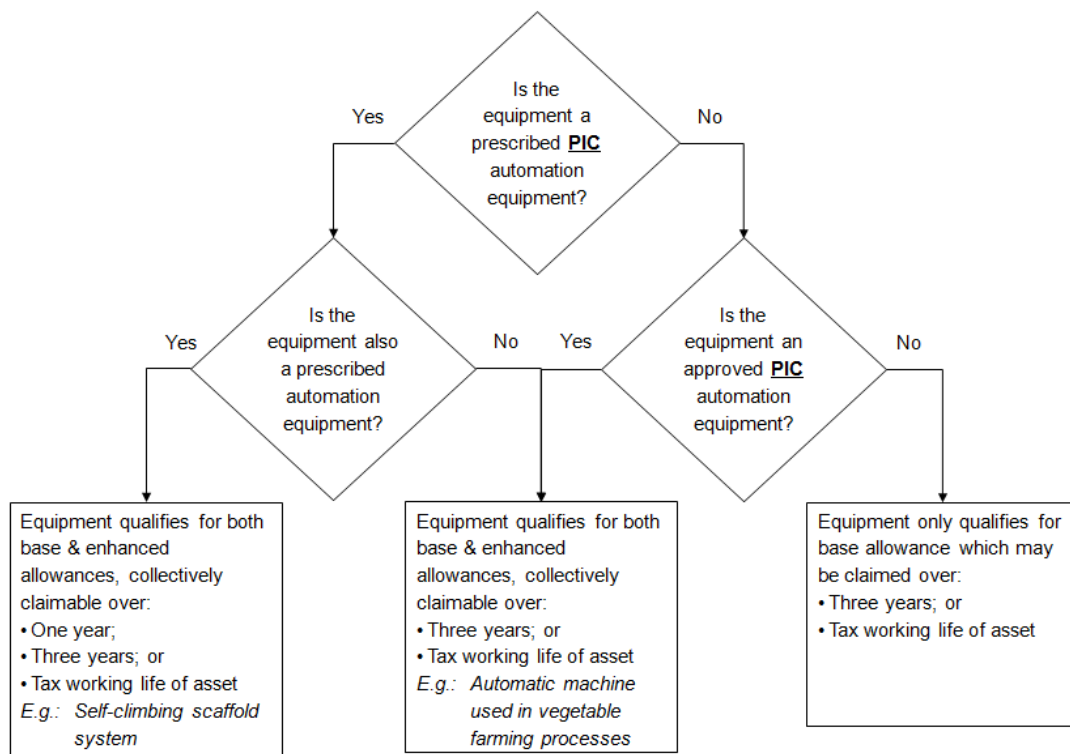 Is the
equipment a
prescribed PIC
automation
equipment?
Yes
No
Is the
equipment also
a prescribed
automation
equipment?
Yes
No
Is the
equipment an
approved PIC
automation
equipment?
Yes
No
Equipment qualifies for both
base & enhanced
allowances, collectively
claimable over:
• One year;
• Three years; or
• Tax working life of asset
E.g.: Self-climbing scaffold
system
Equipment qualifies for both
base & enhanced
allowances, collectively
claimable over:
• Three years; or
• Tax working life of asset
E.g.: Automatic machine
used in vegetable
farming processes
Equipment only qualifies for
base allowance which may
be claimed over:
• Three years; or
• Tax working life of asset